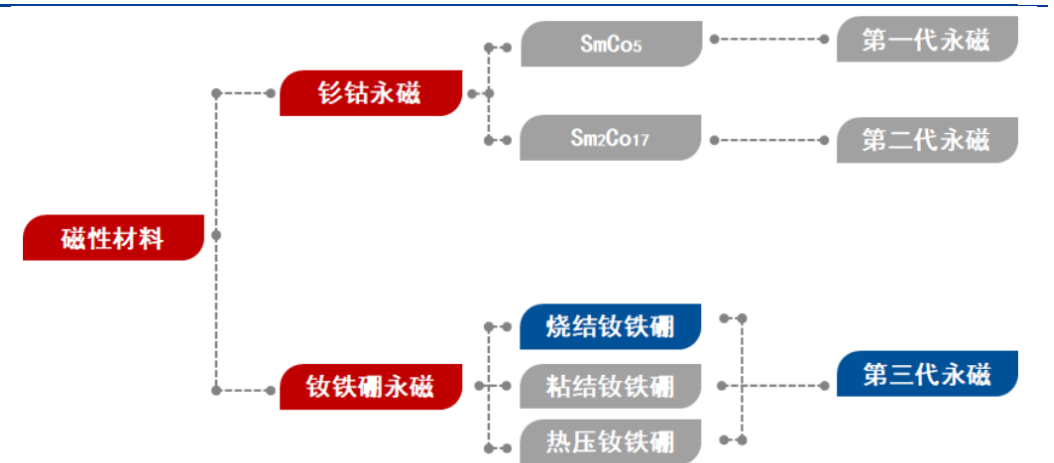 SmCo5
第一代永磁
钐钴永磁
Sm2Co17
第二代永磁
磁性材料
烧结钕铁硼
钕铁硼永磁
粘结钕铁硼
第三代永磁
热压钕铁硼